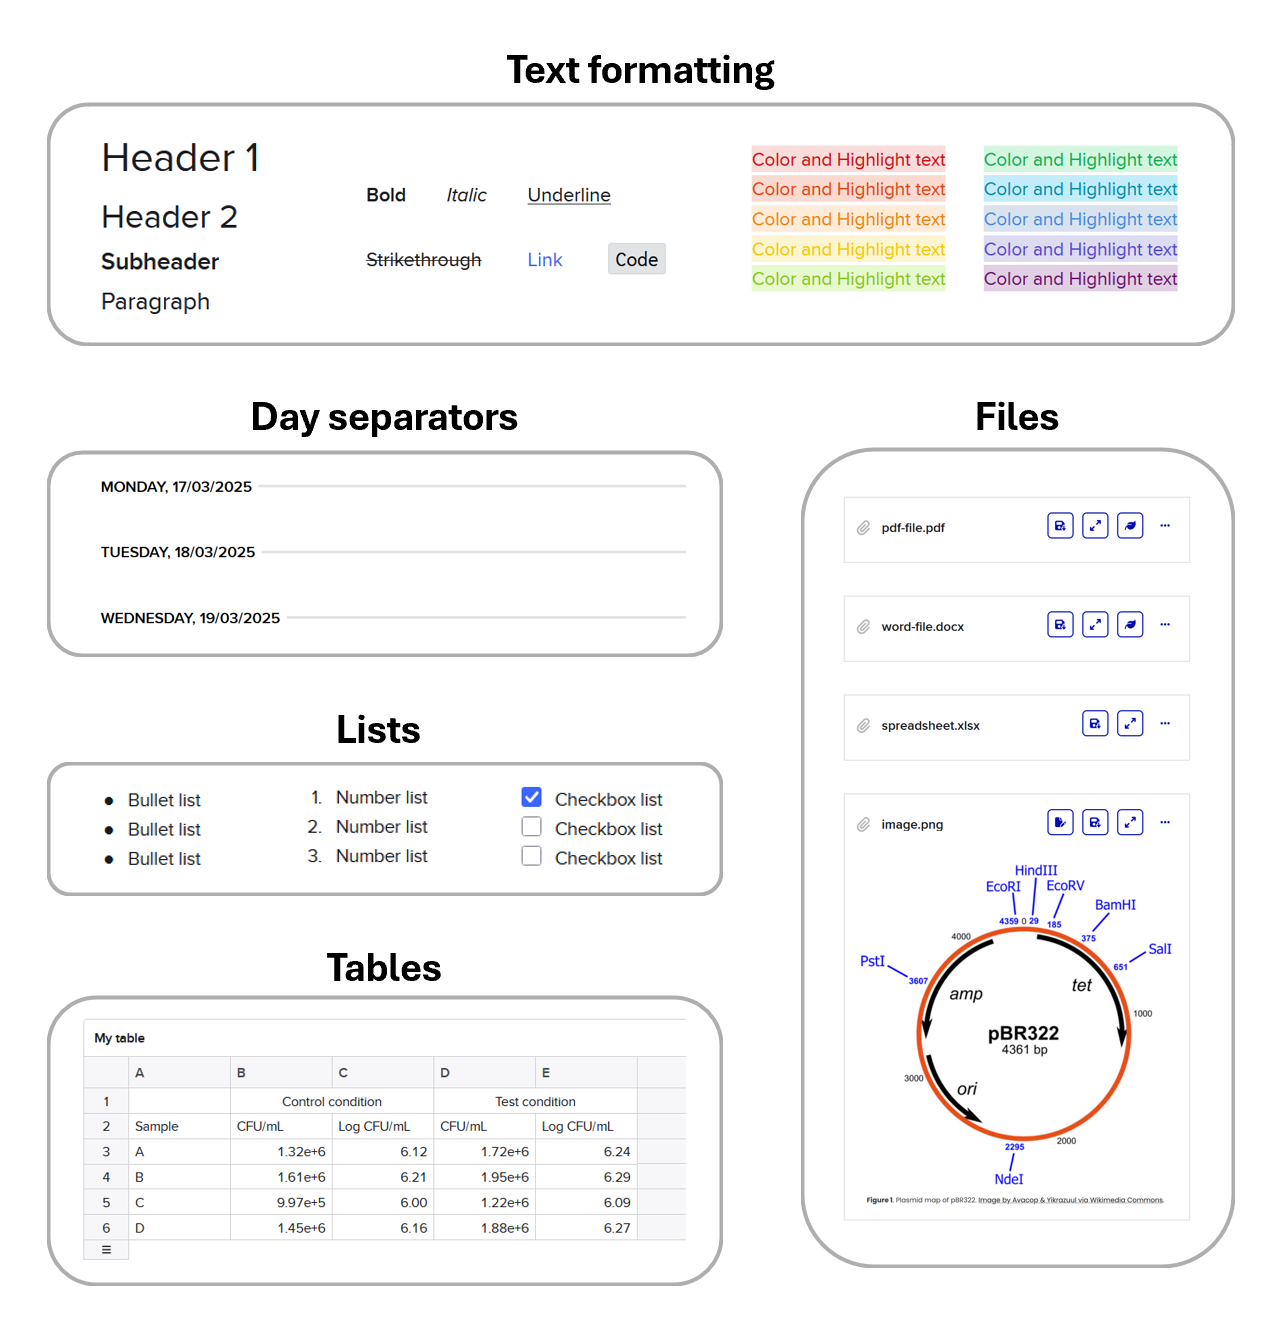 Text formatting
Header 1
Header 2
Subheader
Paragraph
Bold Italic Underline
Strikethrough Link Code
Color and Highlight text Color and Highlight text
Color and Highlight text Color and Highlight text
Color and Highlight text Color and Highlight text
Color and Highlight text Color and Highlight text
Color and Highlight text Color and Highlight text
Day separators
MONDAY, 17/03/2025
TUESDAY, 18/03/2025
WEDNESDAY, 19/03/2025
Lists
• Bullet list
• Bullet list
• Bullet list
1. Number list
2. Number list
3. Number list
Checkbox list
Checkbox list
Checkbox list
Tables
My table
A B C D E
1 Control condition Test condition
2 Sample CFU/mL Log CFU/mL CFU/mL Log CFU/mL
3 A 1.32e+6 6.12 1.72e+6 6.24
4 B 1.61e+6 6.21 1.95e+6 6.29
5 C 9.97e+5 6.00 1.22e+6 6.09
6 D 1.45e+6 6.16 1.88e+6 6.27
Files
pdf-file.pdf
word-file.docx
spreadsheet.xlsx
image.png
HindIII
EcoRI EcoRV
BamHI
4359 0 29 185
4000 375
SalI
PstI 651
3607
amp tet
1000
pBR322
4361 bp
3000
ori
2000
2295
NdeI
Figure 1. Plasmid map of pBR322. Image by Avacop & Yikrazuul via Wikimedia Commons.